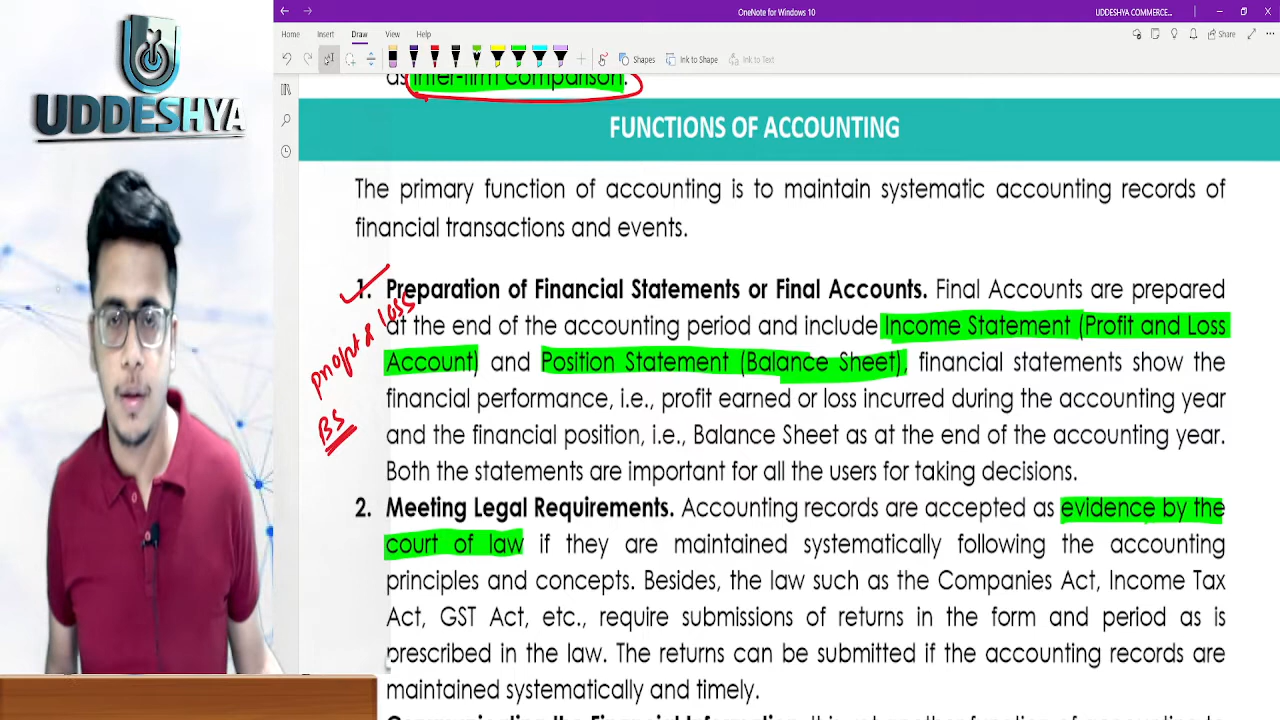 OneNote for Windows 10
UDDESHYA COMMERCE...
Home Insert Draw View Help
Share
Shapes Ink to Shape Ink to Text
UDDESHYA
as inter-firm comparison.
FUNCTIONS OF ACCOUNTING
The primary function of accounting is to maintain systematic accounting records of
financial transactions and events.
1. Preparation of Financial Statements or Final Accounts. Final Accounts are prepared
at the end of the accounting period and include Income Statement (Profit and Loss
Account) and Position Statement (Balance Sheet), financial statements show the
financial performance, i.e., profit earned or loss incurred during the accounting year
and the financial position, i.e., Balance Sheet as at the end of the accounting year.
Both the statements are important for all the users for taking decisions.
Profit & Loss
BS
2. Meeting Legal Requirements. Accounting records are accepted as evidence by the
court of law if they are maintained systematically following the accounting
principles and concepts. Besides, the law such as the Companies Act, Income Tax
Act, GST Act, etc., require submissions of returns in the form and period as is
prescribed in the law. The returns can be submitted if the accounting records are
maintained systematically and timely.
Communicating the Financial Information.